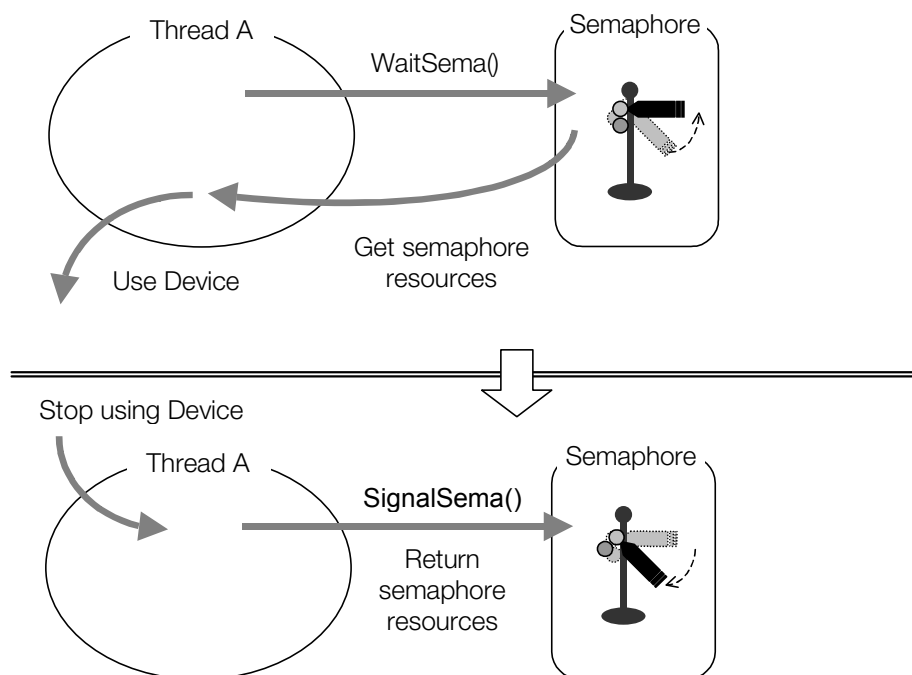 Thread A
Semaphore
WaitSema()
Get semaphore
resources
Use Device
Stop using Device
Thread A
Semaphore
SignalSema()
Return
semaphore
resources